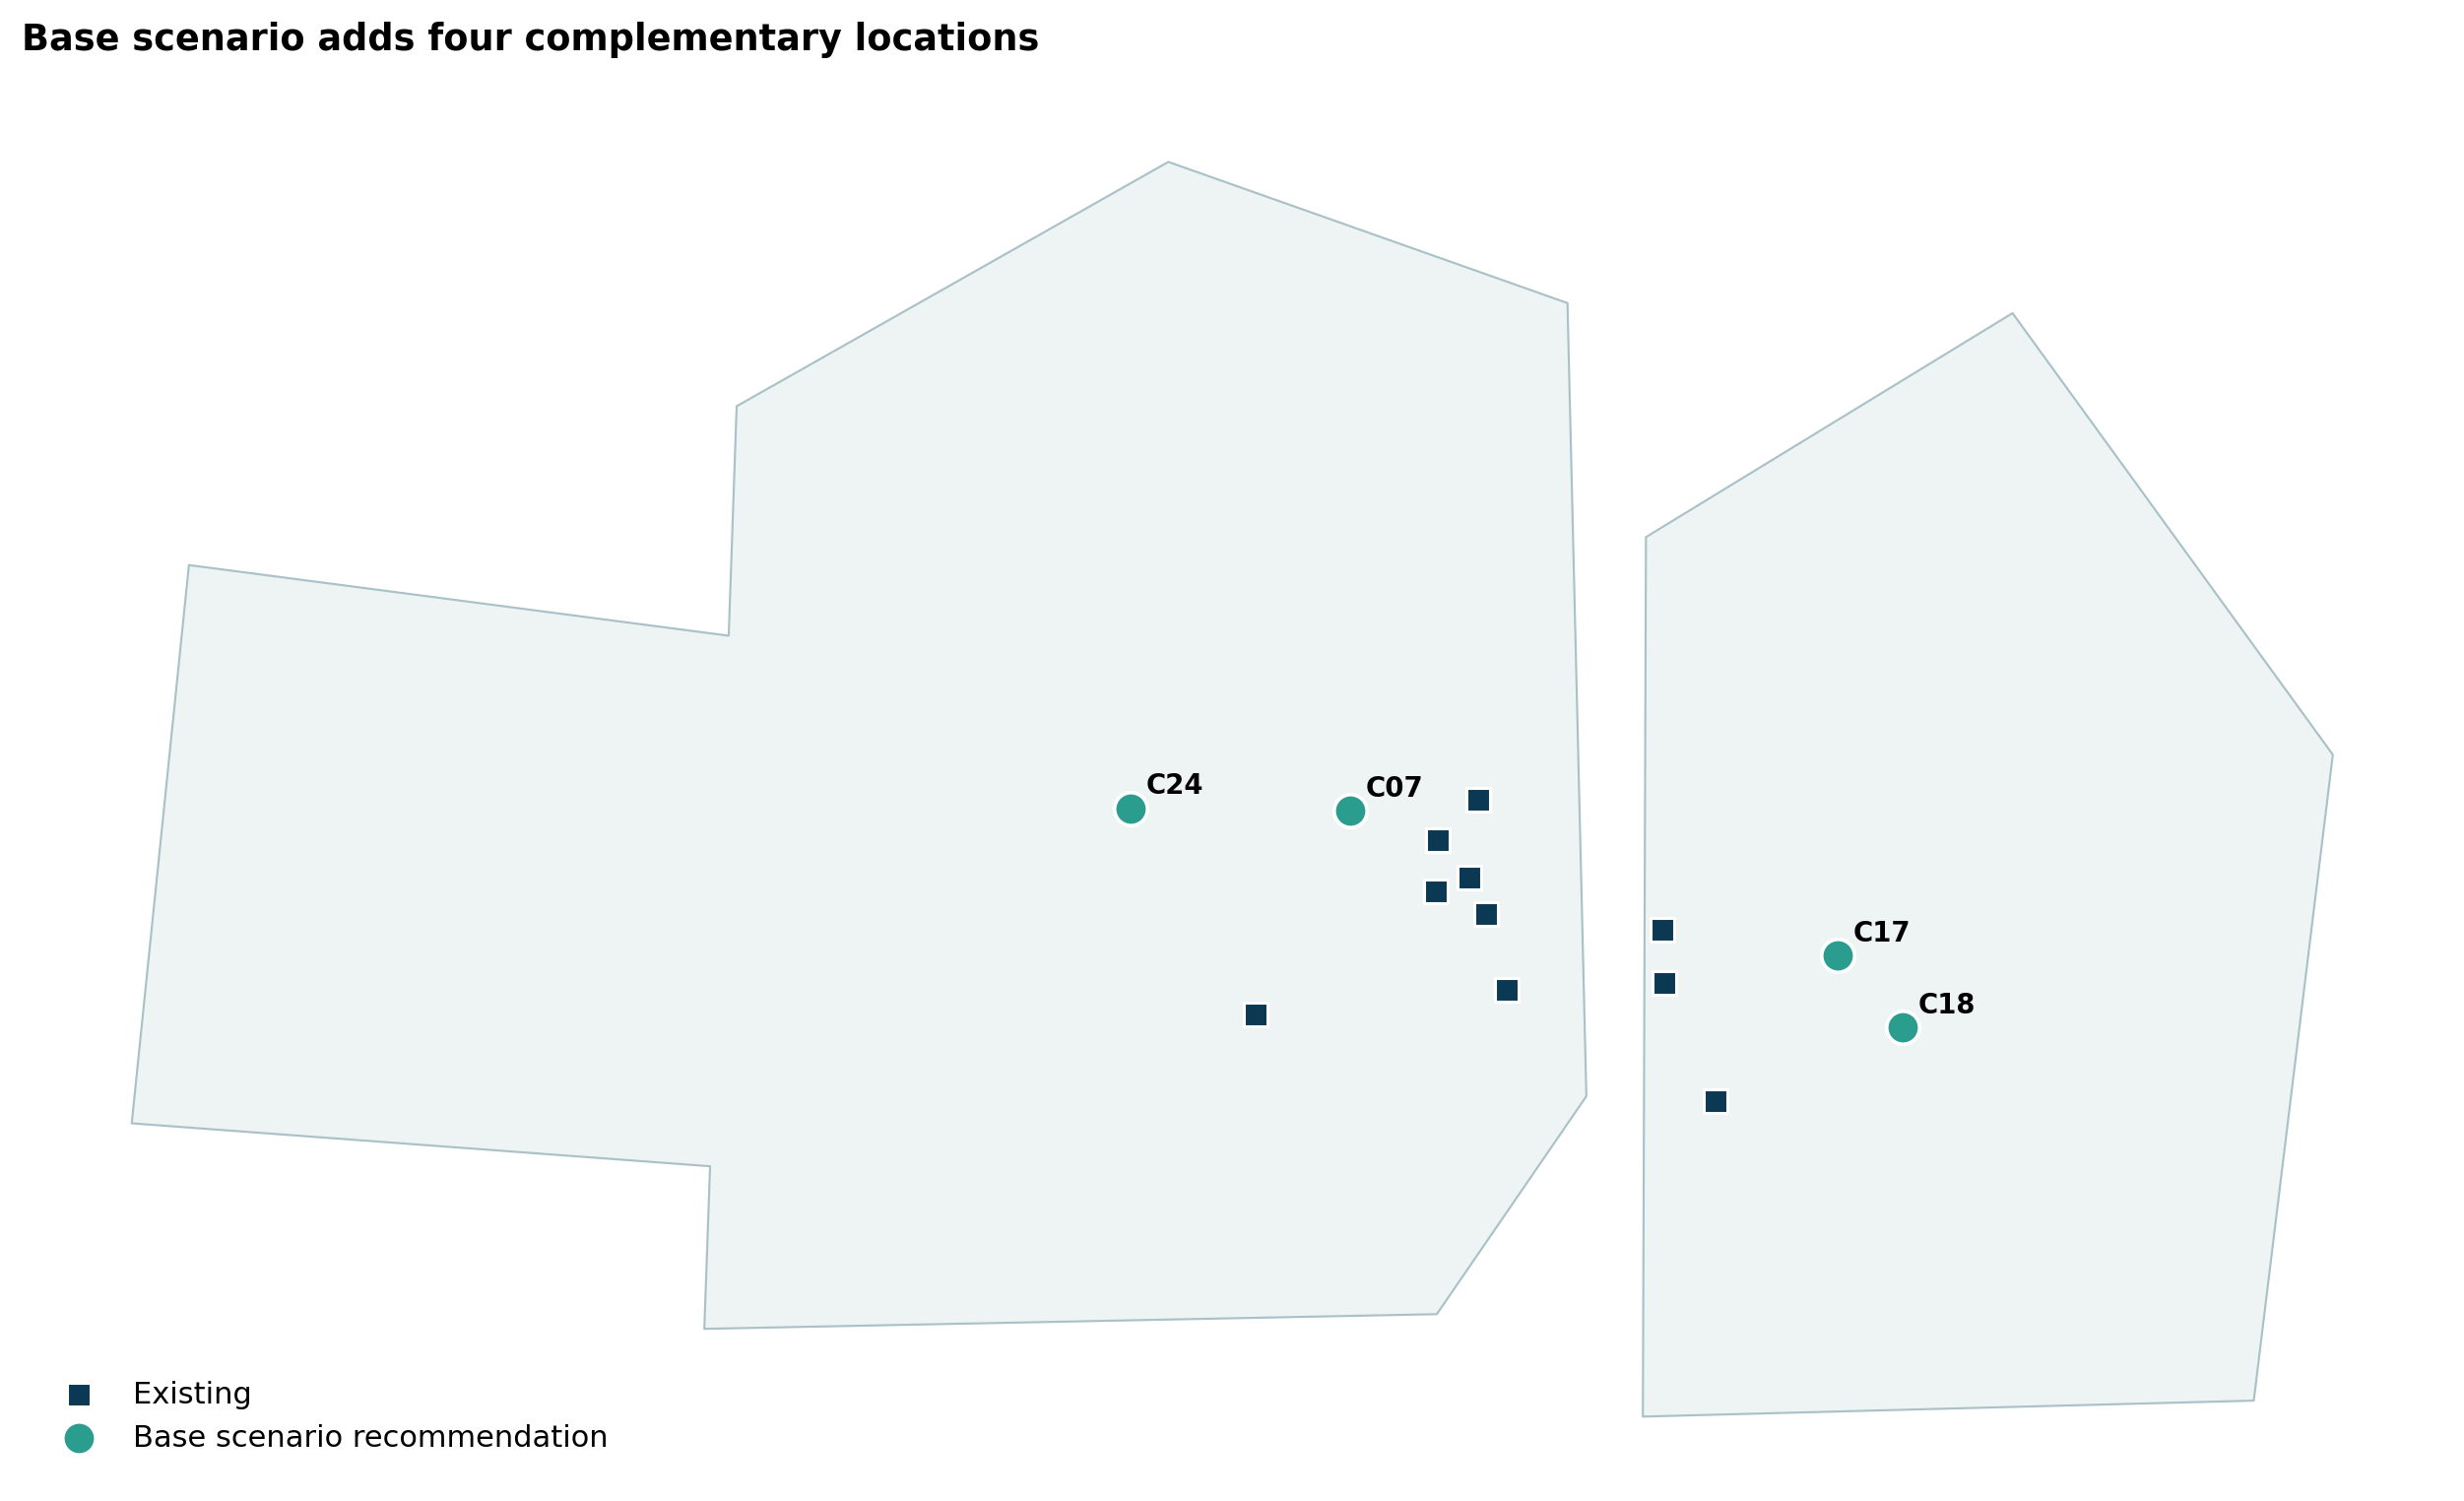 Base scenario adds four complementary locations
C24
C07
C17
C18
Existing
Base scenario recommendation